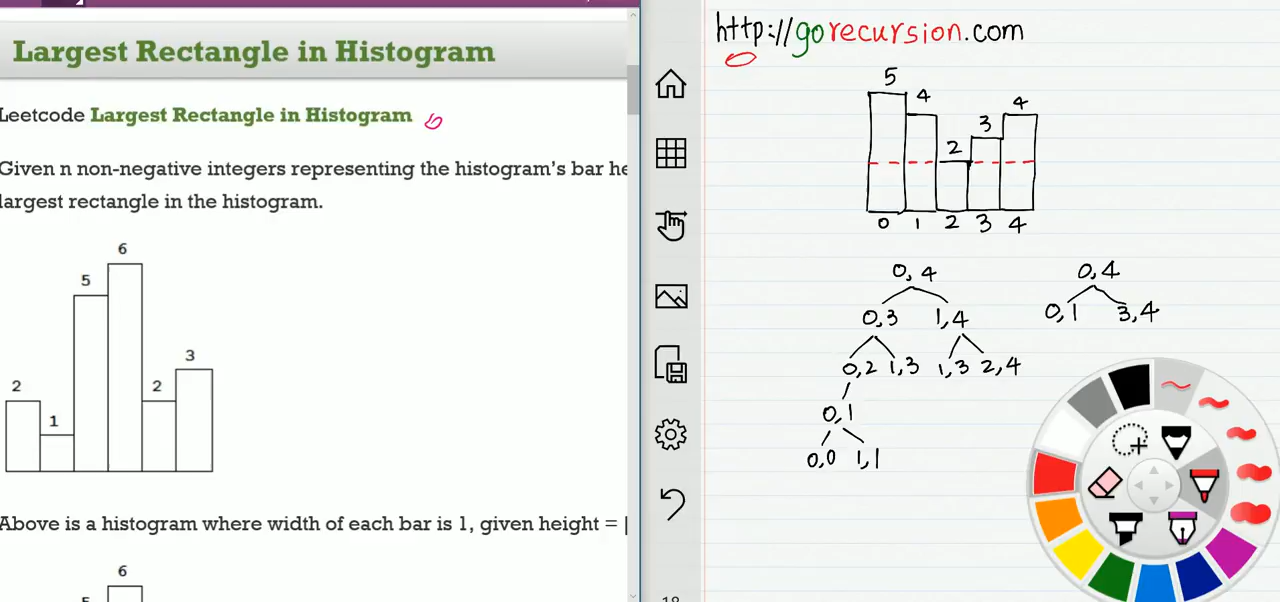 Largest Rectangle in Histogram
Leetcode Largest Rectangle in Histogram
Given n non-negative integers representing the histogram's bar he
largest rectangle in the histogram.
6
5
3
2
2
1
Above is a histogram where width of each bar is 1, given height = [
6
http://gorecursion.com
5
4 4
3
2
0 1 2 3 4
0,4 0,4
0,3 1,4 0,1 3,4
0,2 1,3 1,3 2,4
0,1
0,0 1,1